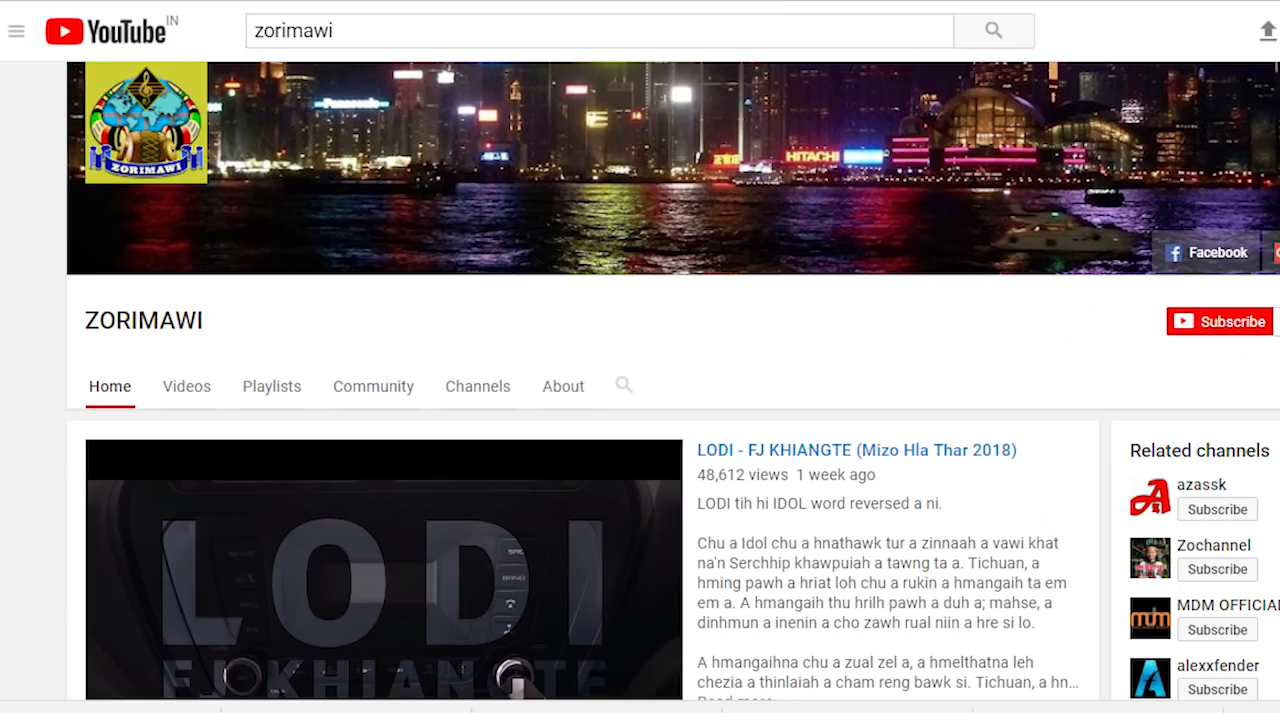 YouTube IN
zorimawi
Panasonic
HITACHI
ZORIMAWI
Facebook
ZORIMAWI
Subscribe
Home Videos Playlists Community Channels About
LODI - FJ KHIANGTE (Mizo Hla Thar 2018)
48,612 views 1 week ago
LODI tih hi IDOL word reversed a ni.
Chu a Idol chu a hnathawk tur a zinnaah a vawi khat
na'n Serchhip khawpuiah a tawng ta a. Tichuan, a
hming pawh a hriat loh chu a rukin a hmangaih ta em
em a. A hmangaih thu hrilh pawh a duh a; mahse, a
dinhmun a inenin a cho zawh rual niin a hre si lo.
A hmangaihna chu a zual zel a, a hmelthatna leh
chezia a thinlaiah a cham reng bawk si. Tichuan, a hn...
Read more
LODI
FJ KHIANGTE
Related channels
azassk
Subscribe
Zochannel
Subscribe
mdm
MDM OFFICIAL
Subscribe
alexxfender
Subscribe